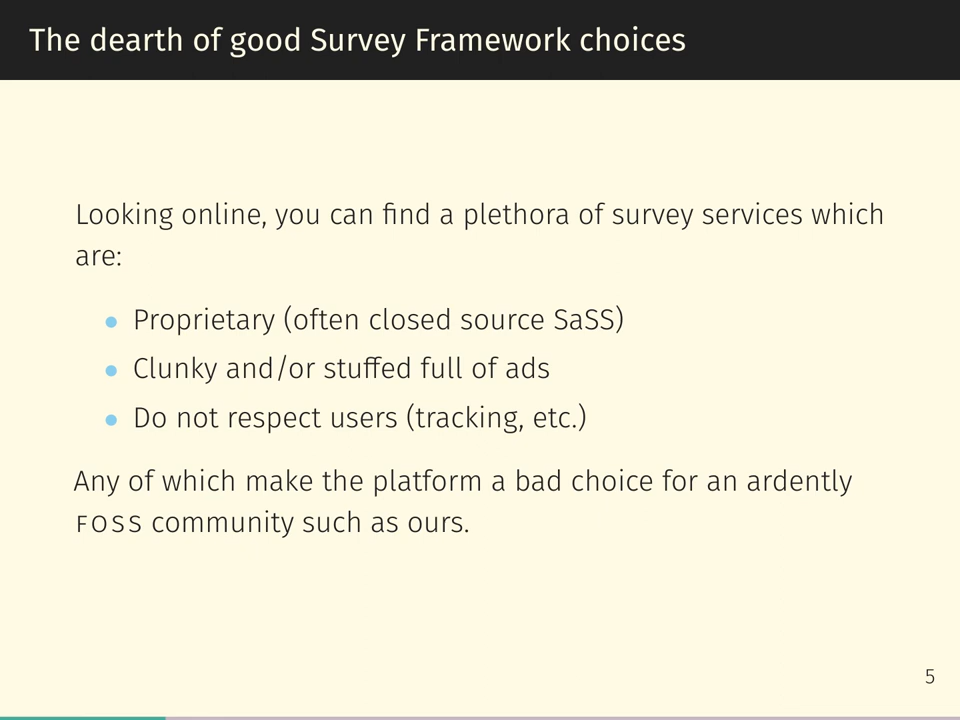 The dearth of good Survey Framework choices
Looking online, you can find a plethora of survey services which
are:
• Proprietary (often closed source SaSS)
• Clunky and/or stuffed full of ads
• Do not respect users (tracking, etc.)
Any of which make the platform a bad choice for an ardently
FOSS community such as ours.
5